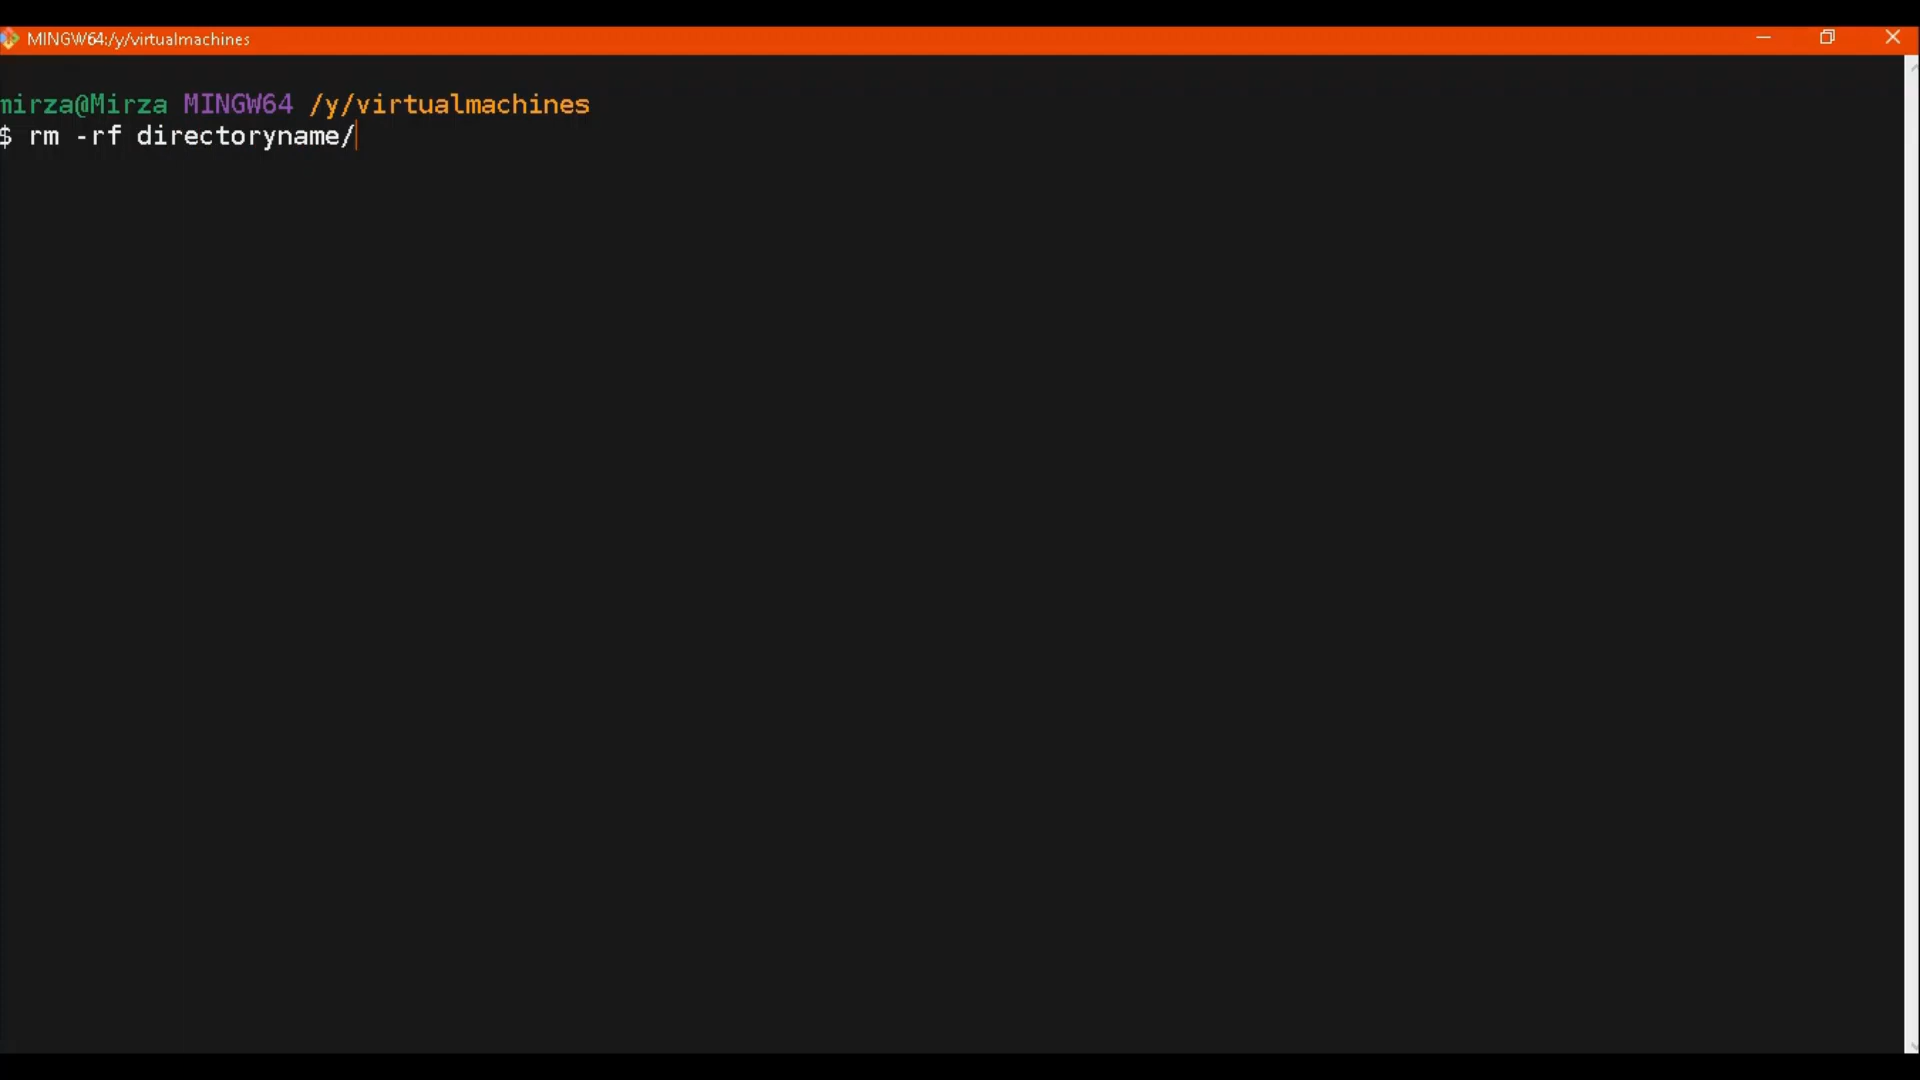 MINGW64:/y/virtualmachines
mirza@Mirza MINGW64 /y/virtualmachines
$ rm -rf directoryname/